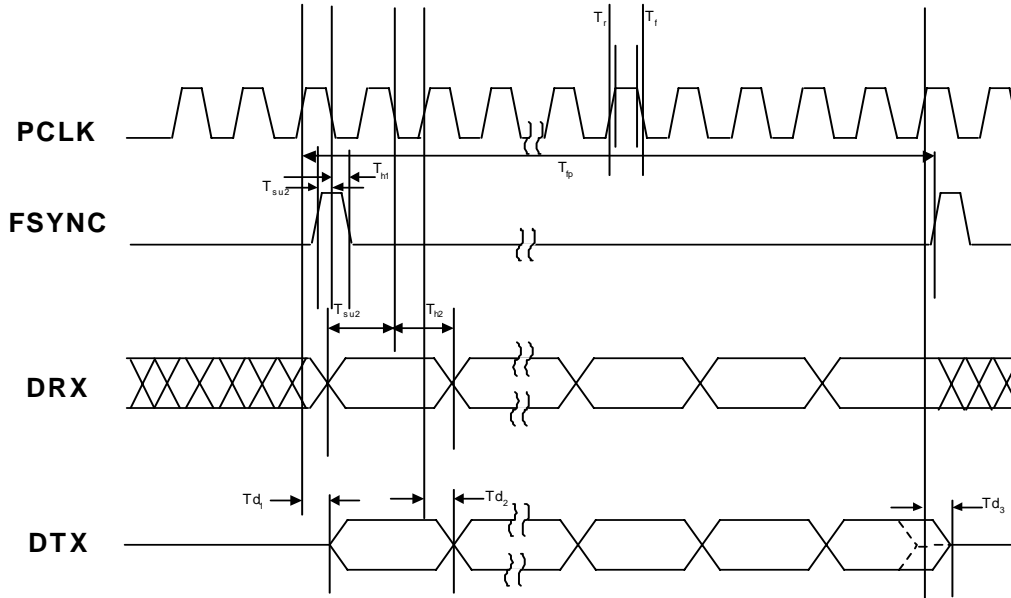 Tr Tf
PCLK
Tfp
Th1
Tsu2
FSYNC
Tsu2 Th2
DRX
Td1 Td2 Td3
DTX